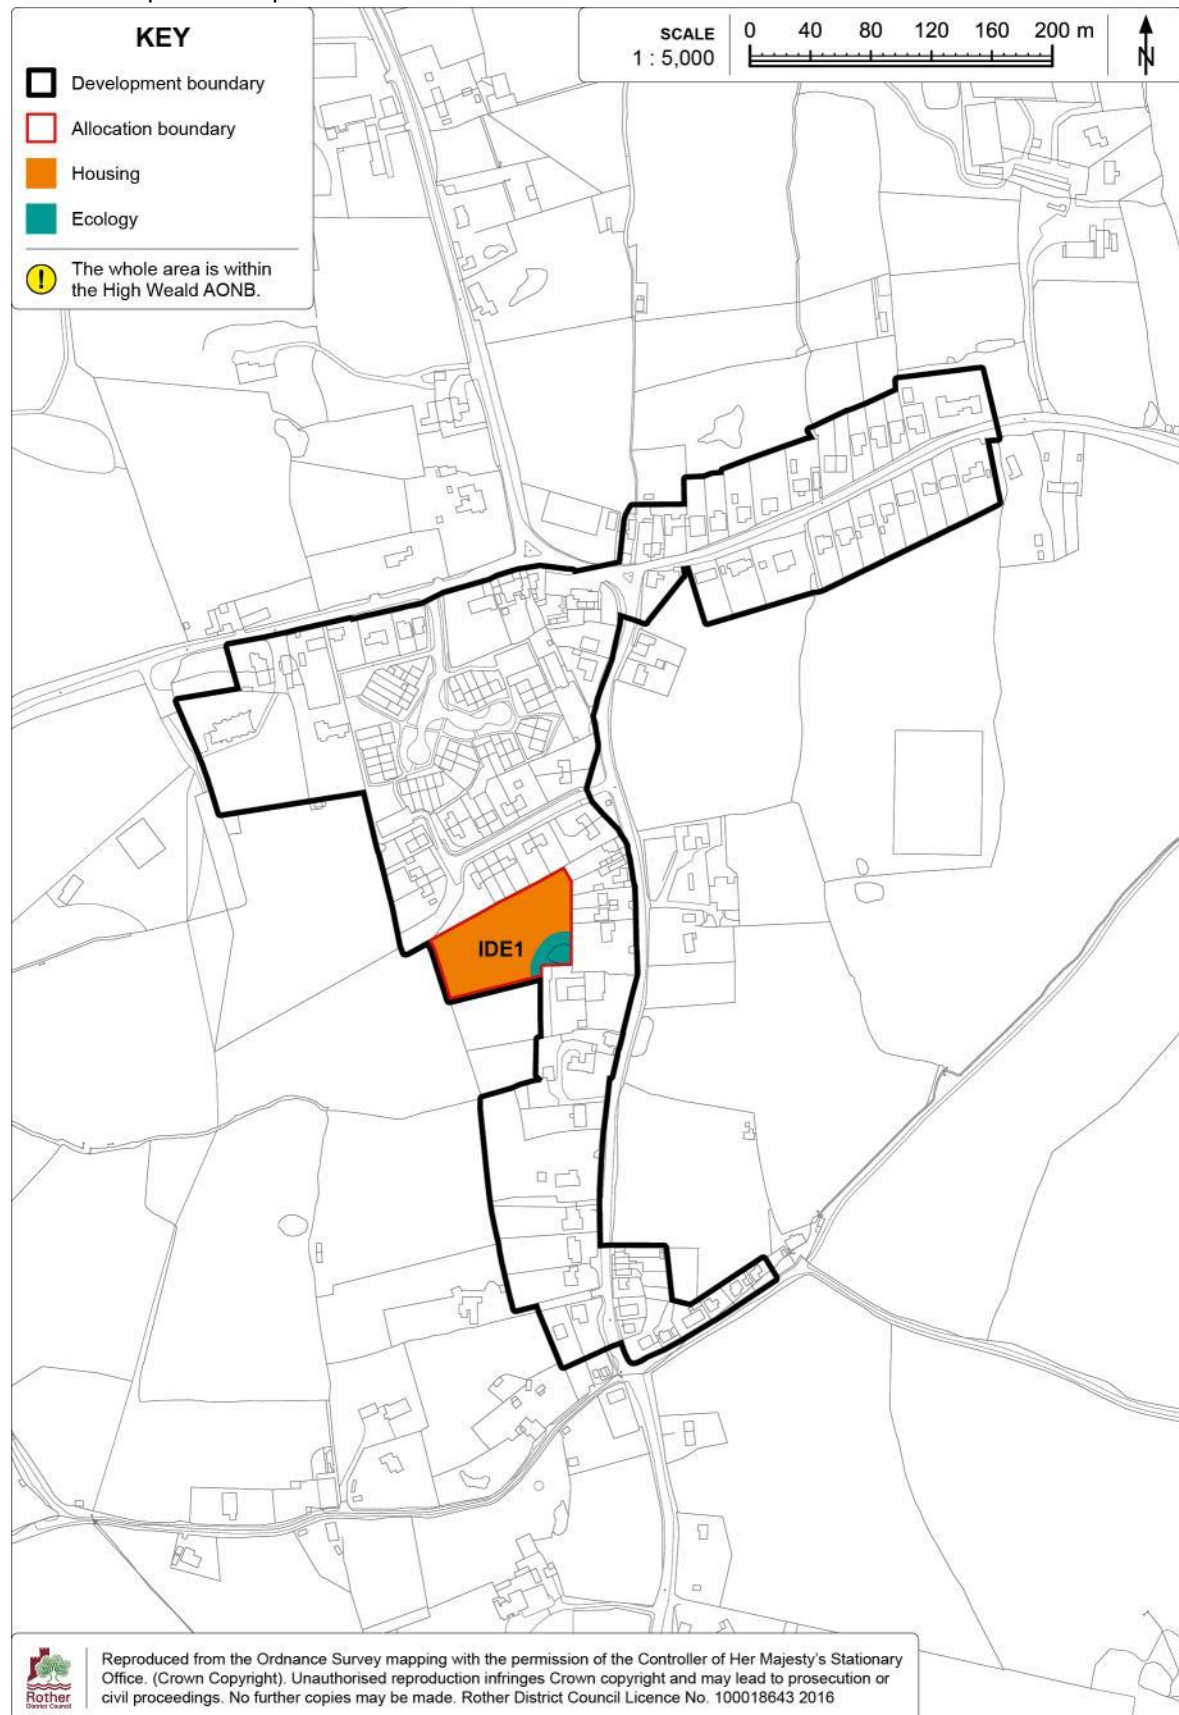 KEY
Development boundary
Allocation boundary
Housing
Ecology
! The whole area is within
the High Weald AONB.
SCALE
1 : 5,000
0 40 80 120 160 200 m
N
IDE1
Rother
District Council
Reproduced from the Ordnance Survey mapping with the permission of the Controller of Her Majesty's Stationary
Office. (Crown Copyright). Unauthorised reproduction infringes Crown copyright and may lead to prosecution or
civil proceedings. No further copies may be made. Rother District Council Licence No. 100018643 2016